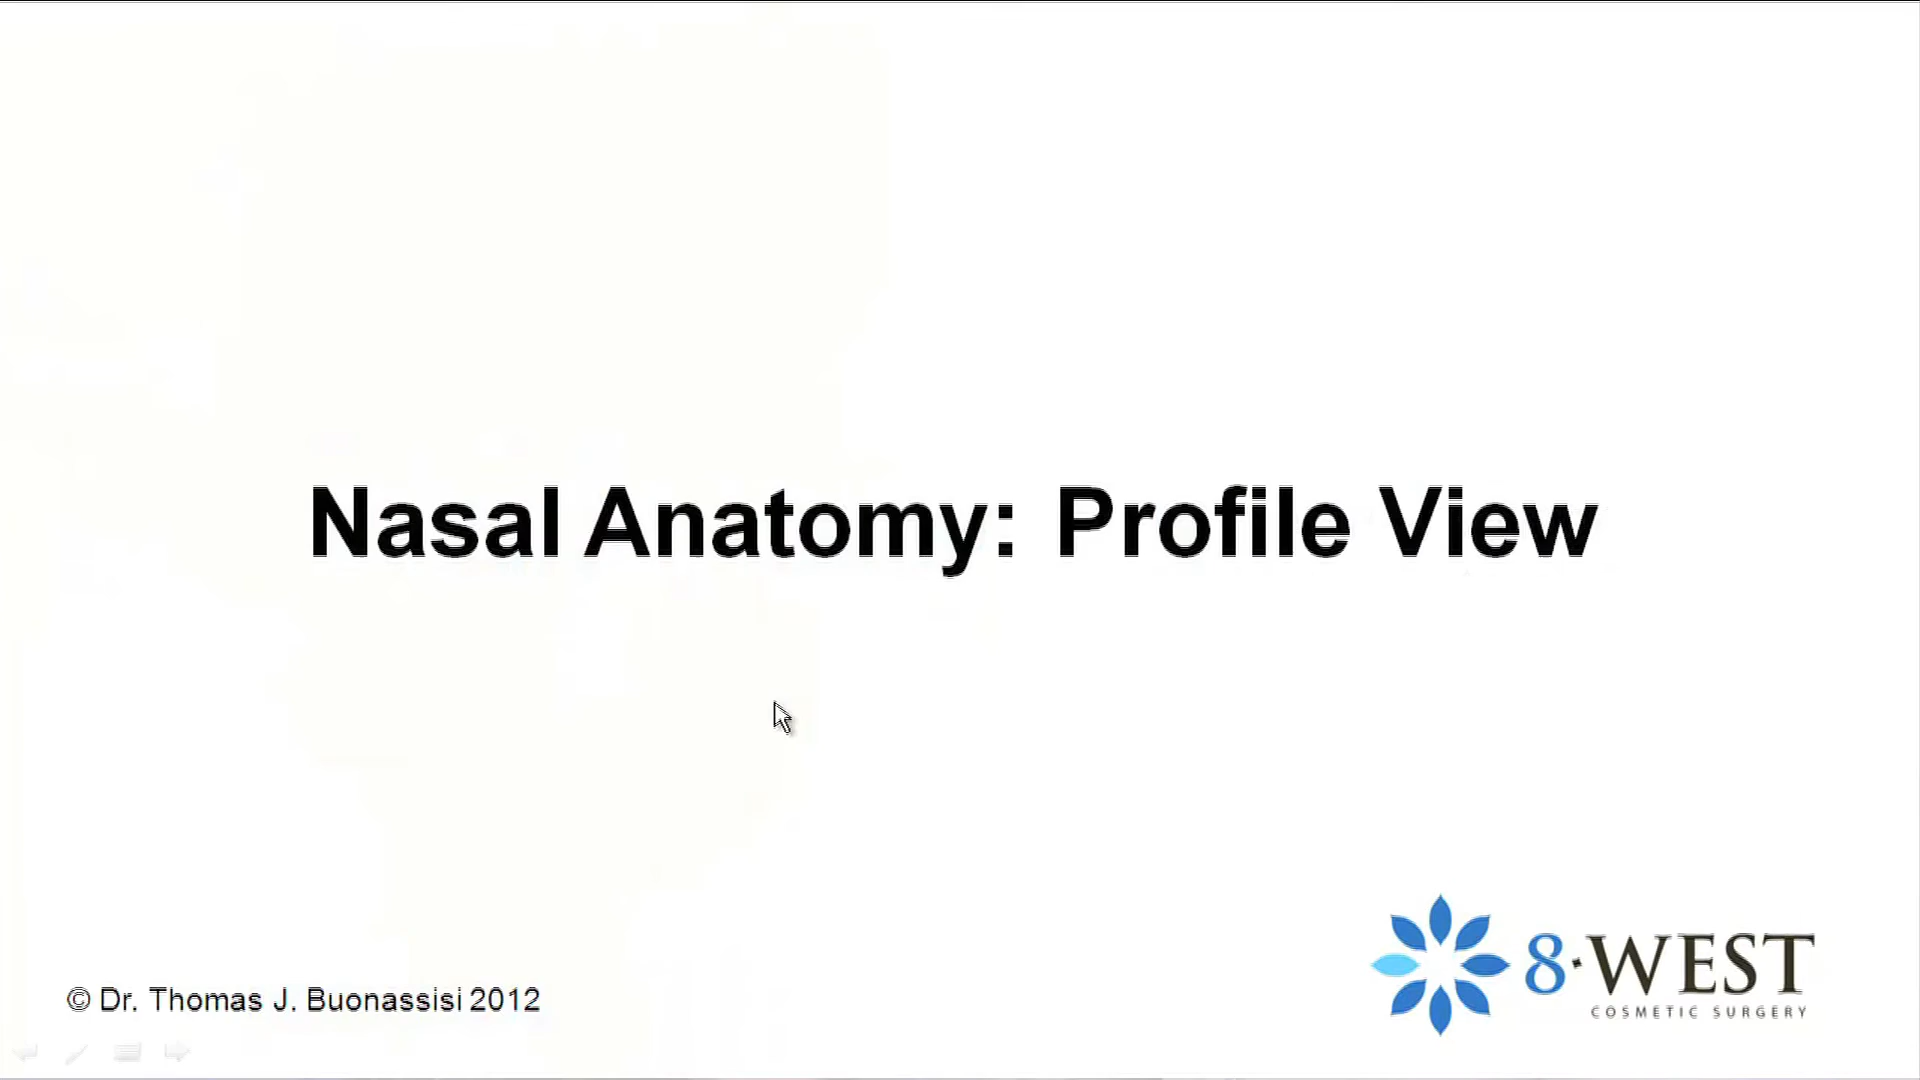 Nasal Anatomy: Profile View
© Dr. Thomas J. Buonassisi 2012
8·WEST
COSMETIC SURGERY